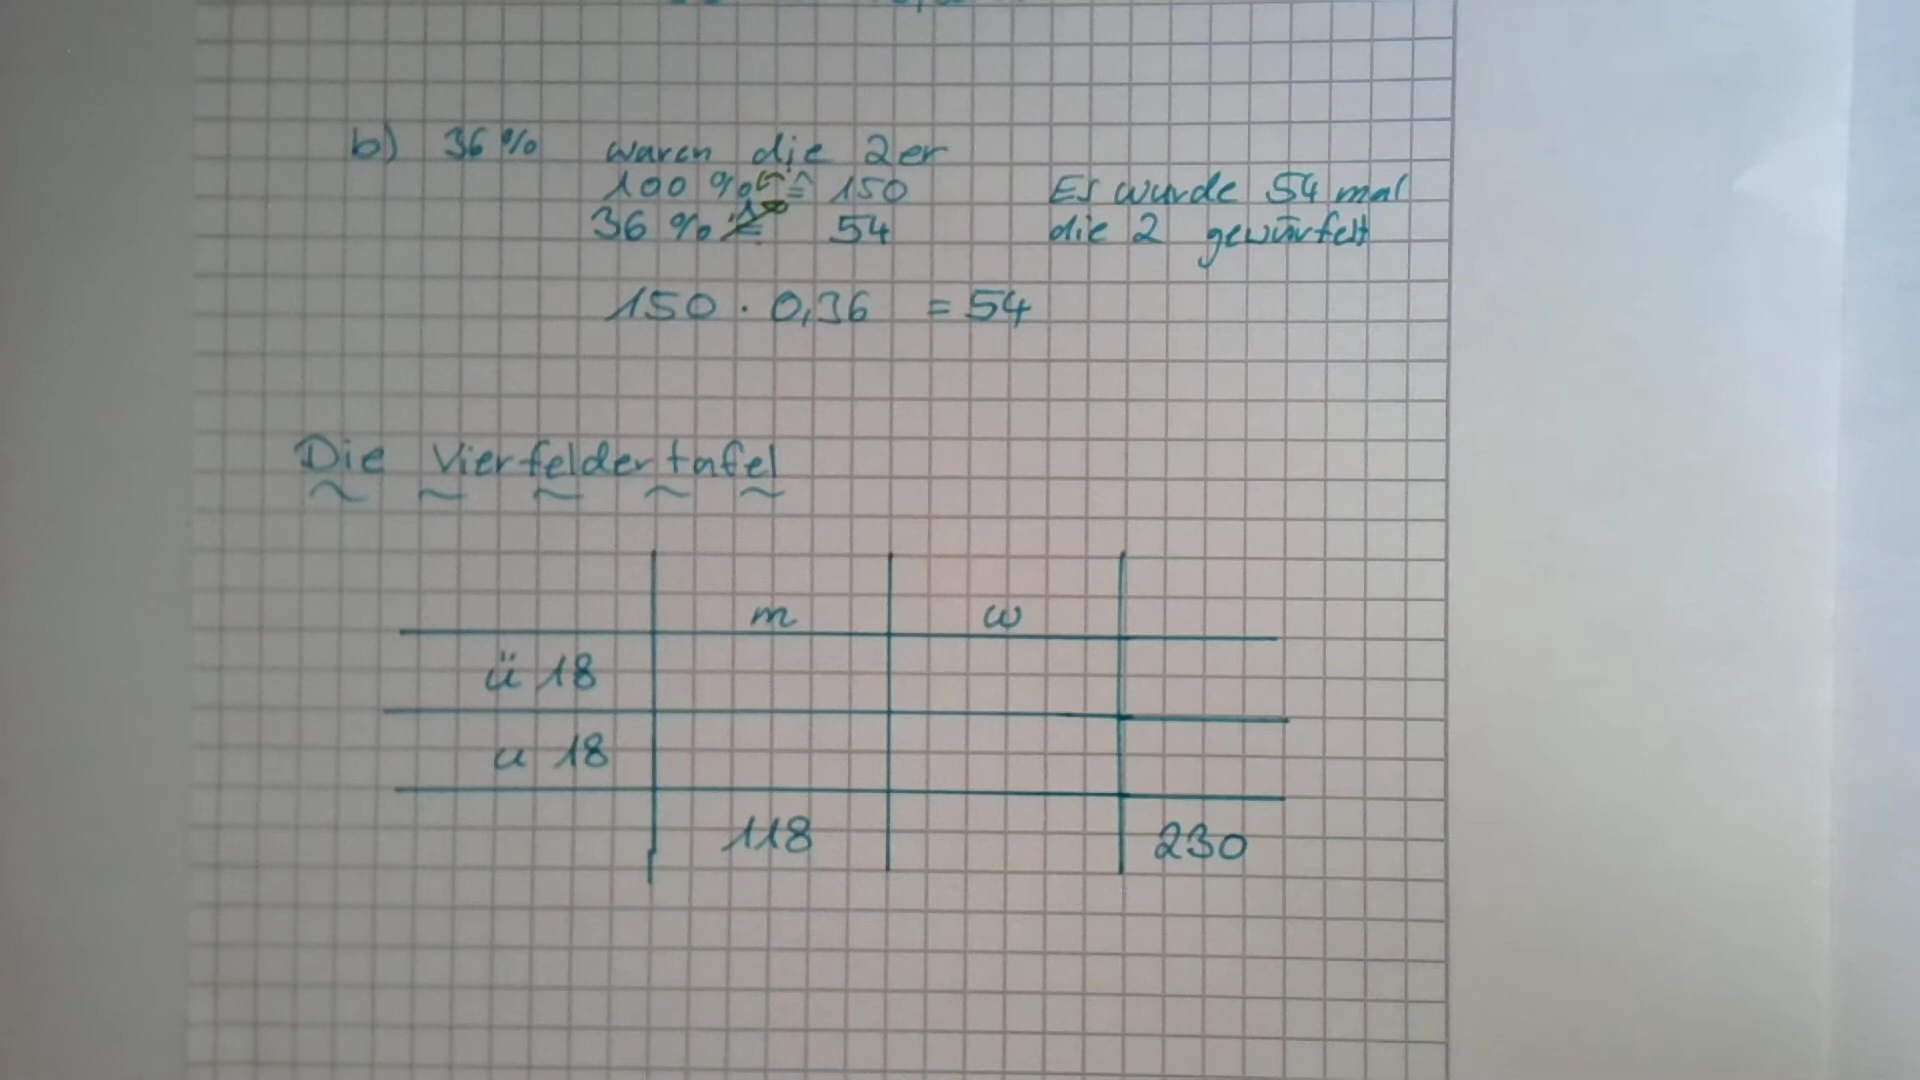 b) 36% waren die 2er
100% ≙ 150 Es wurde 54 mal
36% ≙ 54 die 2 gewürfelt
150 · 0,36 = 54
Die Vierfeldertafel
m w
ü 18
u 18
118 230